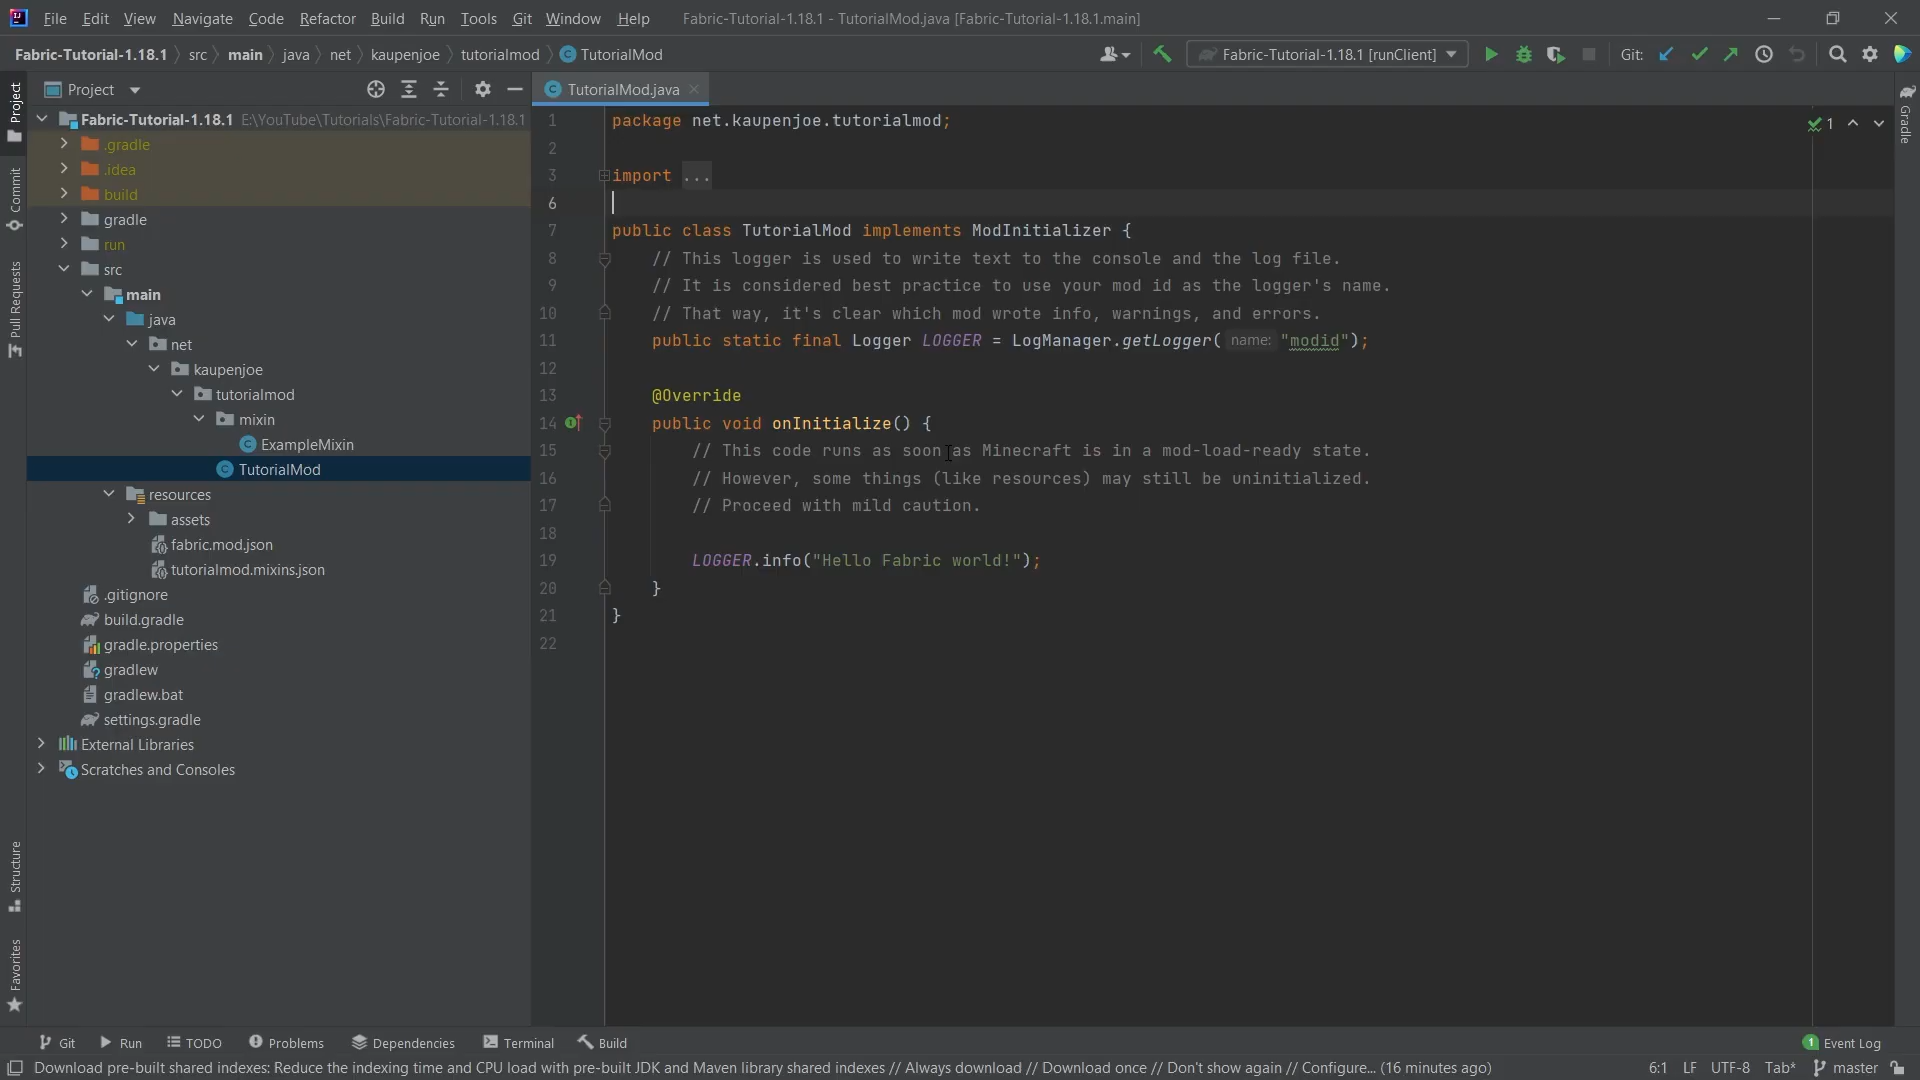 File Edit View Navigate Code Refactor Build Run Tools Git Window Help Fabric-Tutorial-1.18.1 - TutorialMod.java [Fabric-Tutorial-1.18.1.main]
Fabric-Tutorial-1.18.1 src main java net kaupenjoe tutorialmod TutorialMod Fabric-Tutorial-1.18.1 [runClient] Git:
Project
Commit
Pull Requests
Structure
Favorites
Project
Fabric-Tutorial-1.18.1 E:\YouTube\Tutorials\Fabric-Tutorial-1.18.1
.gradle
.idea
build
gradle
run
src
main
java
net
kaupenjoe
tutorialmod
mixin
ExampleMixin
TutorialMod
resources
assets
fabric.mod.json
tutorialmod.mixins.json
.gitignore
build.gradle
gradle.properties
gradlew
gradlew.bat
settings.gradle
External Libraries
Scratches and Consoles
TutorialMod.java
1 package net.kaupenjoe.tutorialmod;
2
3 import ...
6
7 public class TutorialMod implements ModInitializer {
8 // This logger is used to write text to the console and the log file.
9 // It is considered best practice to use your mod id as the logger's name.
10 // That way, it's clear which mod wrote info, warnings, and errors.
11 public static final Logger LOGGER = LogManager.getLogger( name: "modid");
12
13 @Override
14 public void onInitialize() {
15 // This code runs as soon as Minecraft is in a mod-load-ready state.
16 // However, some things (like resources) may still be uninitialized.
17 // Proceed with mild caution.
18
19 LOGGER.info("Hello Fabric world!");
20 }
21 }
22
1
Gradle
Git Run TODO Problems Dependencies Terminal Build 1 Event Log
Download pre-built shared indexes: Reduce the indexing time and CPU load with pre-built JDK and Maven library shared indexes // Always download // Download once // Don't show again // Configure... (16 minutes ago) 6:1 LF UTF-8 Tab* master